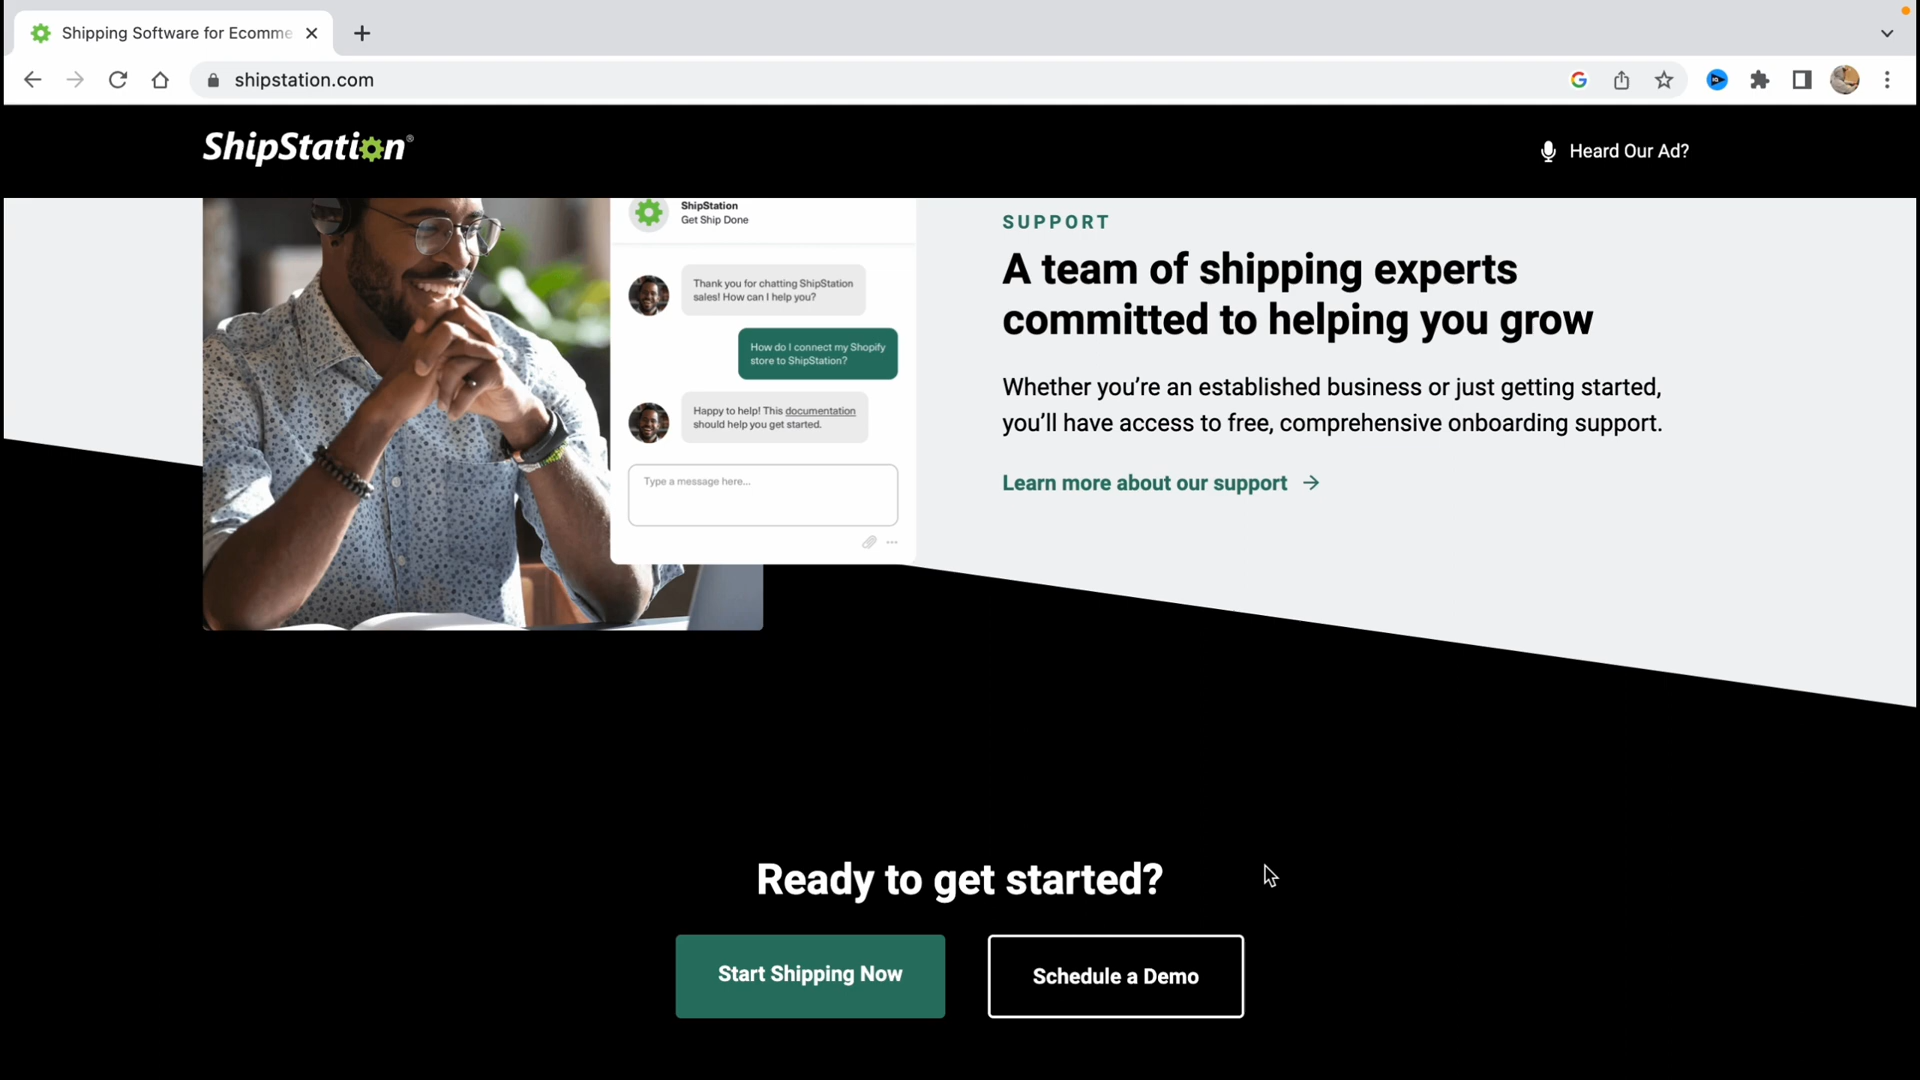 Shipping Software for Ecomme
shipstation.com
ShipStation®
Heard Our Ad?
ShipStation
Get Ship Done
Thank you for chatting ShipStation
sales! How can I help you?
How do I connect my Shopify
store to ShipStation?
Happy to help! This documentation
should help you get started.
Type a message here...
SUPPORT
A team of shipping experts
committed to helping you grow
Whether you’re an established business or just getting started,
you’ll have access to free, comprehensive onboarding support.
Learn more about our support
Ready to get started?
Start Shipping Now
Schedule a Demo